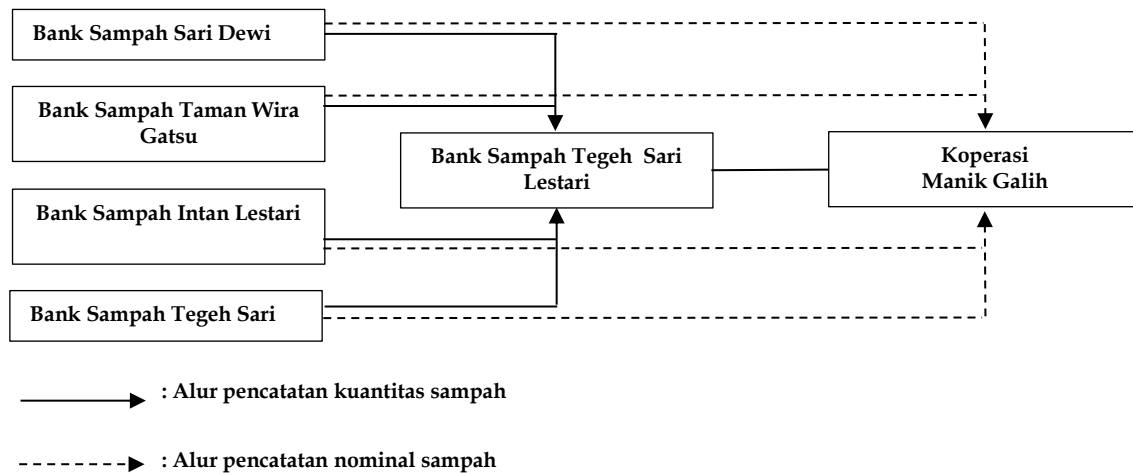 Bank Sampah Sari Dewi
Bank Sampah Taman Wira
Gatsu
Bank Sampah Intan Lestari
Bank Sampah Tegeh Sari
Bank Sampah Tegeh Sari
Lestari
Koperasi
Manik Galih
: Alur pencatatan kuantitas sampah
: Alur pencatatan nominal sampah